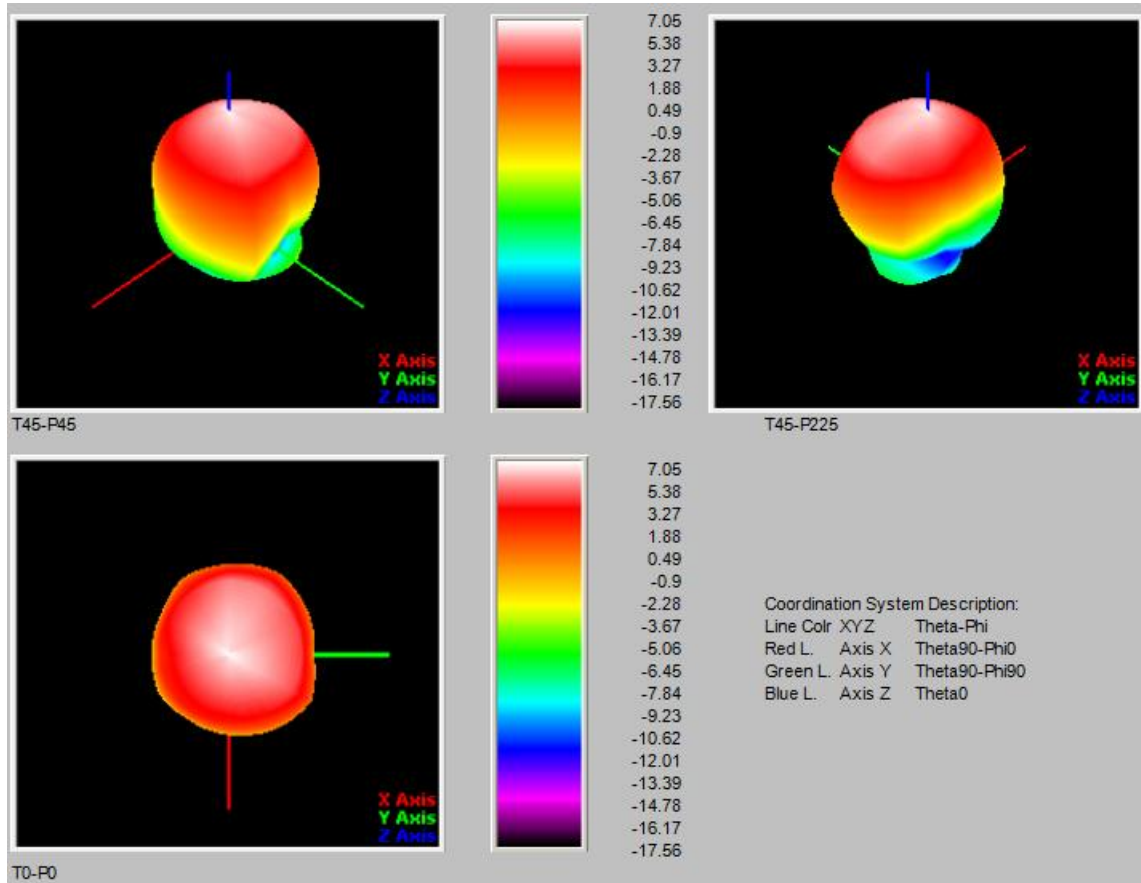 7.05
5.38
3.27
1.88
0.49
-0.9
-2.28
-3.67
-5.06
-6.45
-7.84
-9.23
-10.62
-12.01
-13.39
-14.78
-16.17
-17.56
X Axis
Y Axis
Z Axis
X Axis
Y Axis
Z Axis
T45-P45
T45-P225
7.05
5.38
3.27
1.88
0.49
-0.9
-2.28
-3.67
-5.06
-6.45
-7.84
-9.23
-10.62
-12.01
-13.39
-14.78
-16.17
-17.56
Coordination System Description:
Line Colr XYZ Theta-Phi
Red L. Axis X Theta90-Phi0
Green L. Axis Y Theta90-Phi90
Blue L. Axis Z Theta0
X Axis
Y Axis
Z Axis
T0-P0